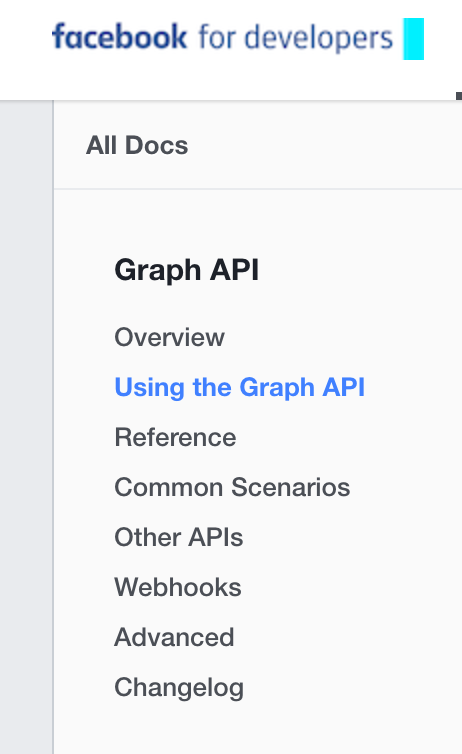 facebook for developers
All Docs
Graph API
Overview
Using the Graph API
Reference
Common Scenarios
Other APIs
Webhooks
Advanced
Changelog